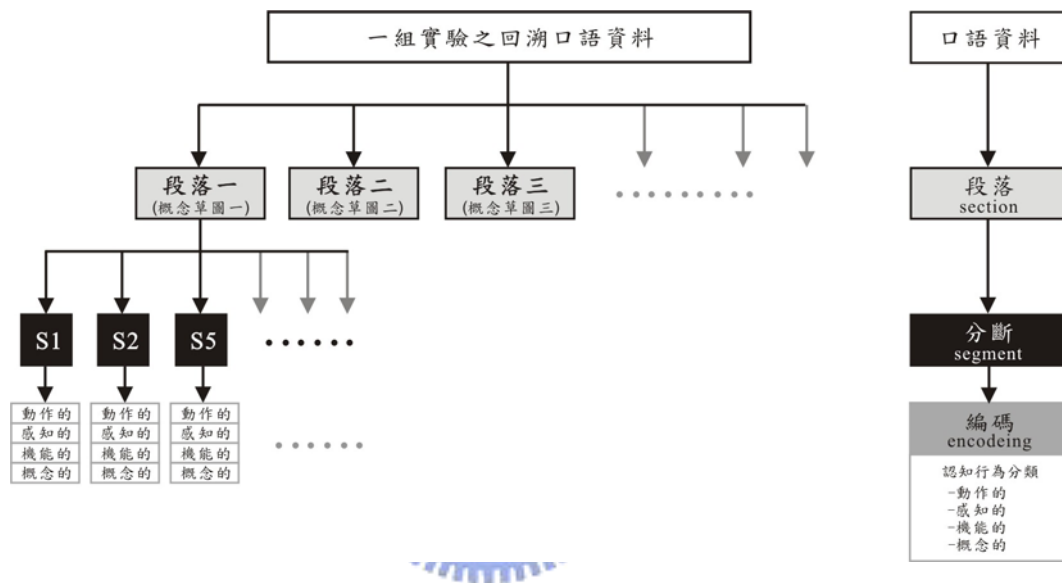 一組實驗之回溯口語資料
段落一
(概念草圖一)
段落二
(概念草圖二)
段落三
(概念草圖三)
S1
S2
S5
動作的
感知的
機能的
概念的
動作的
感知的
機能的
概念的
動作的
感知的
機能的
概念的
口語資料
段落
section
分斷
segment
編碼
encodeing
認知行為分類
-動作的
-感知的
-機能的
-概念的